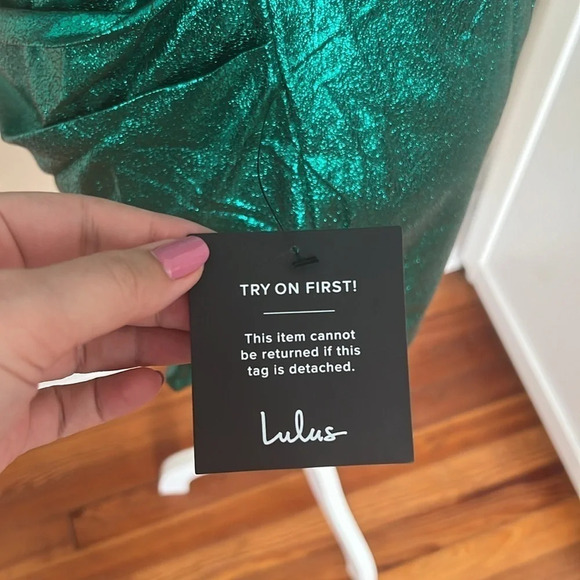 TRY ON FIRST!
This item cannot
be returned if this
tag is detached.
Lulus